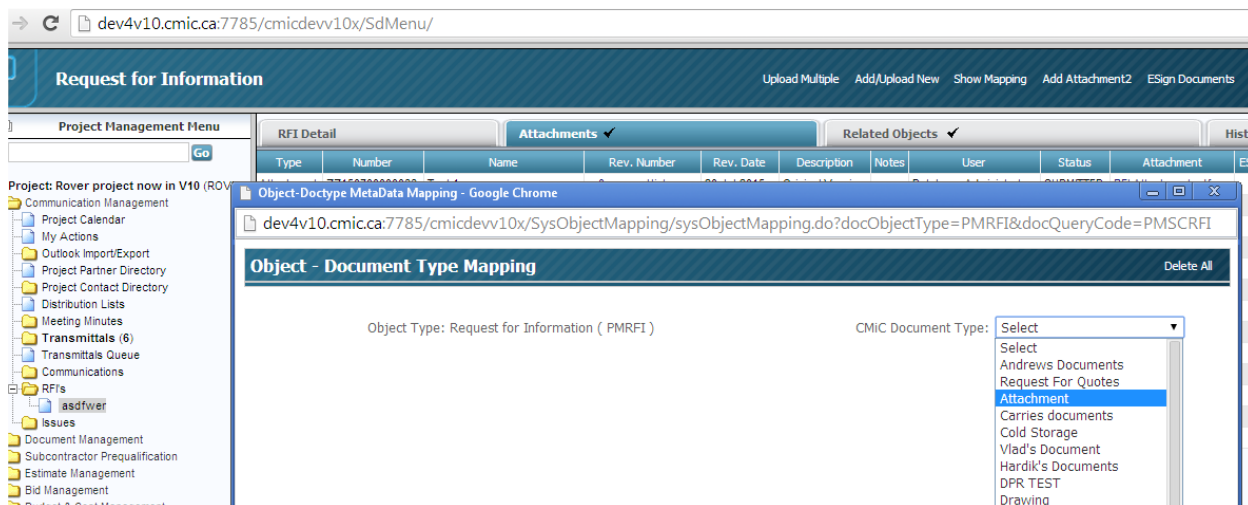 dev4v10.cmic.ca:7785/cmicdevv10x/SdMenu/
Request for Information
Upload Multiple Add/Upload New Show Mapping Add Attachment2 ESign Documents
Project Management Menu
Go
RFI Detail Attachments ✔ Related Objects ✔ Hist
Type Number Name Rev. Number Rev. Date Description Notes User Status Attachment
Project: Rover project now in V10 (ROV
Communication Management
Project Calendar
My Actions
Outlook Import/Export
Project Partner Directory
Project Contact Directory
Distribution Lists
Meeting Minutes
Transmittals (6)
Transmittals Queue
Communications
RFI's
asdfwer
Issues
Document Management
Subcontractor Prequalification
Estimate Management
Bid Management
Object-Doctype MetaData Mapping - Google Chrome
dev4v10.cmic.ca:7785/cmicdevv10x/SysObjectMapping/sysObjectMapping.do?docObjectType=PMRFI&docQueryCode=PMSCRFI
Object - Document Type Mapping Delete All
Object Type: Request for Information ( PMRFI ) CMiC Document Type: Select
Select
Andrews Documents
Request For Quotes
Attachment
Carries documents
Cold Storage
Vlad's Document
Hardik's Documents
DPR TEST
Drawing